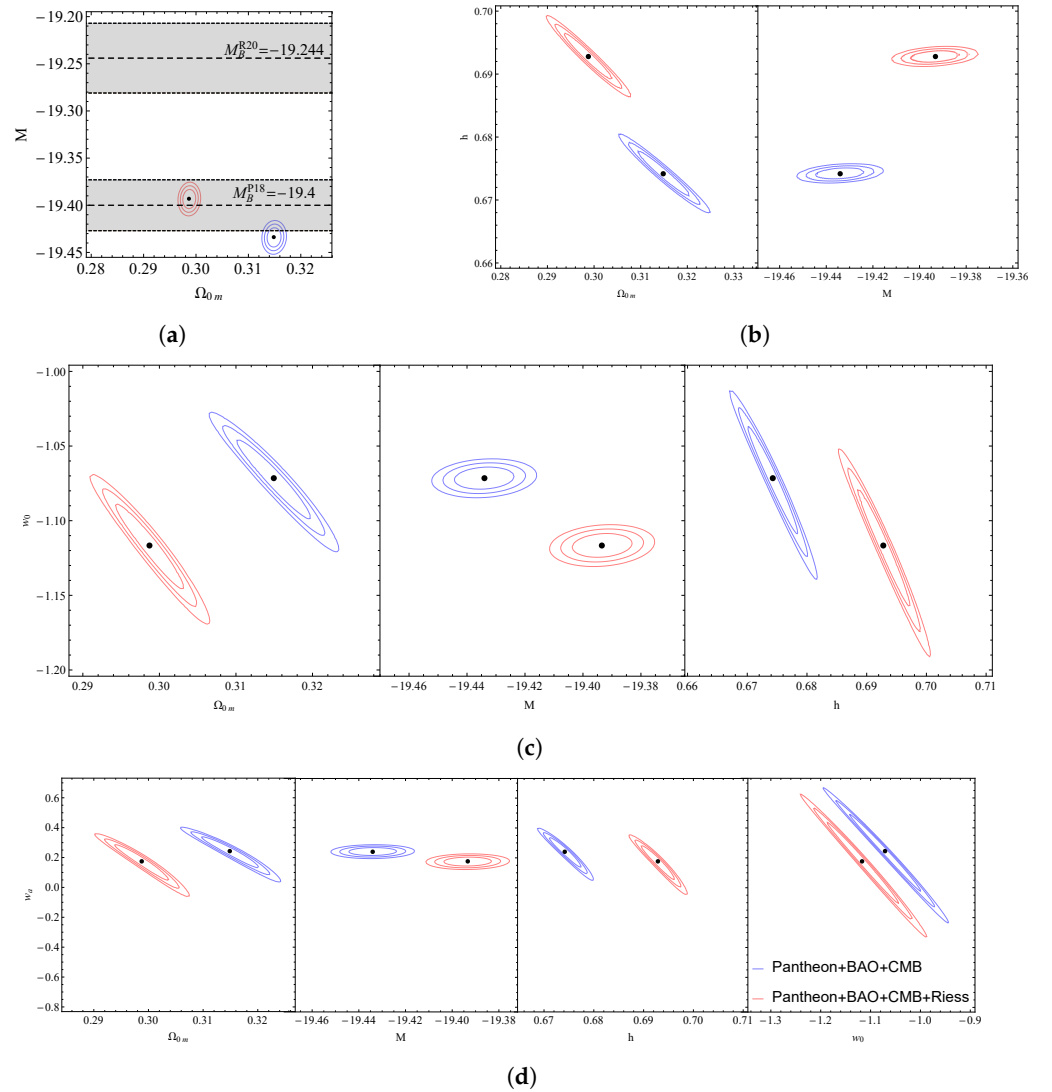 −19.20
−19.25
−19.30
−19.35
−19.40
−19.45
M
M_B^R20=−19.244
M_B^P18=−19.4
0.28 0.29 0.30 0.31 0.32
Ω0 m
(a)
0.70
0.69
0.68
0.67
0.66
h
0.28 0.29 0.30 0.31 0.32 0.33
Ω0 m
−19.46 −19.44 −19.42 −19.40 −19.38 −19.36
M
(b)
−1.00
−1.05
−1.10
−1.15
−1.20
w0
0.29 0.30 0.31 0.32
Ω0 m
−19.46 −19.44 −19.42 −19.40 −19.38
M
0.66 0.67 0.68 0.69 0.70 0.71
h
(c)
0.6
0.4
0.2
0.0
−0.2
−0.4
−0.6
−0.8
wa
0.29 0.30 0.31 0.32
Ω0 m
−19.46 −19.44 −19.42 −19.40 −19.38
M
0.67 0.68 0.69 0.70 0.71
h
−1.3 −1.2 −1.1 −1.0 −0.9
w0
Pantheon+BAO+CMB
Pantheon+BAO+CMB+Riess
(d)